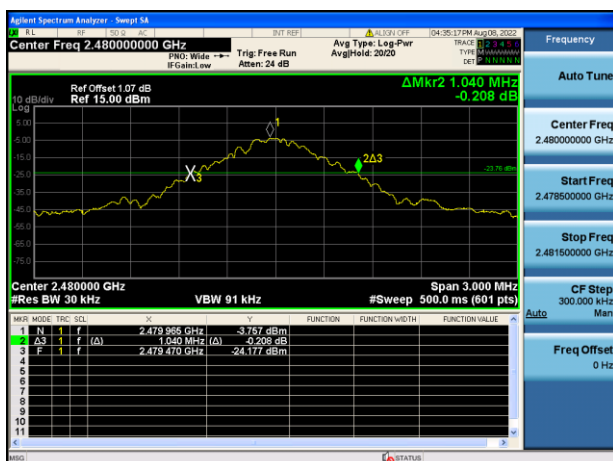 Agilent Spectrum Analyzer - Swept SA
RL RF 50 Ω AC INT REF ALIGN OFF 04:35:17 PM Aug 08, 2022
Center Freq 2.480000000 GHz
PNO: Wide
IFGain:Low
Trig: Free Run
Atten: 24 dB
Avg Type: Log-Pwr
Avg|Hold: 20/20
TRACE 1 2 3 4 5 6
TYPE MWWWWW
DET P N N N N N
Ref Offset 1.07 dB
Ref 15.00 dBm
10 dB/div
Log
ΔMkr2 1.040 MHz
-0.208 dB
5.00
-5.00
-15.0
-25.0
-35.0
-45.0
-55.0
-65.0
-75.0
1
2Δ3
3
-23.76 dBm
Center 2.480000 GHz
#Res BW 30 kHz
VBW 91 kHz
Span 3.000 MHz
#Sweep 500.0 ms (601 pts)
MKR MODE TRC SCL X Y FUNCTION FUNCTION WIDTH FUNCTION VALUE
1 N 1 f 2.479 965 GHz -3.757 dBm
2 Δ3 1 f (Δ) 1.040 MHz (Δ) -0.208 dB
3 F 1 f 2.479 470 GHz -24.177 dBm
4
5
6
7
8
9
10
11
MSG STATUS
Frequency
Auto Tune
Center Freq
2.480000000 GHz
Start Freq
2.478500000 GHz
Stop Freq
2.481500000 GHz
CF Step
300.000 kHz
Auto Man
Freq Offset
0 Hz